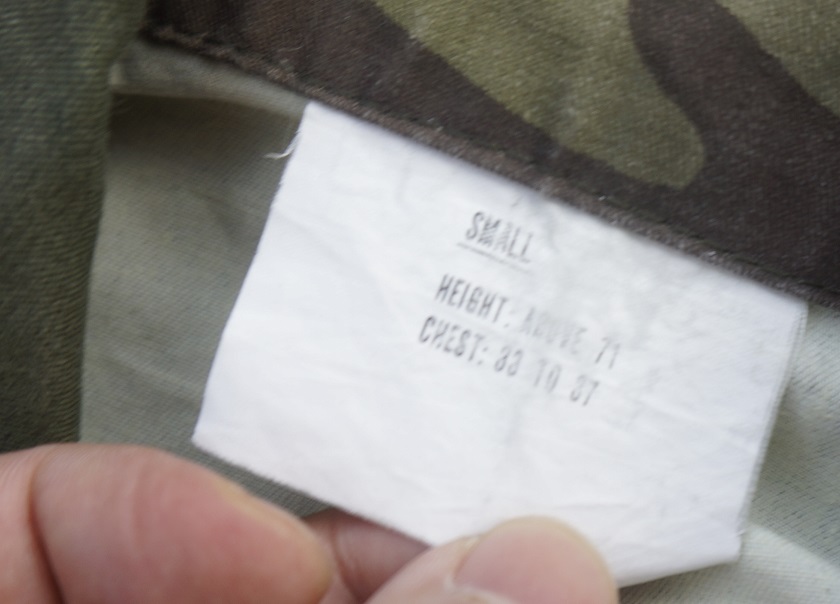 SMALL
HEIGHT: ABOVE 71
CHEST: 33 TO 37